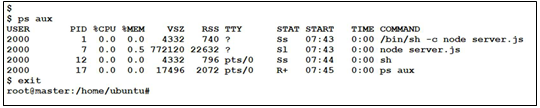 $
$ ps aux
USER PID %CPU %MEM VSZ RSS TTY STAT START TIME COMMAND
2000 1 0.0 0.0 4332 740 ? Ss 07:43 0:00 /bin/sh -c node server.js
2000 7 0.0 0.5 772120 22632 ? Sl 07:43 0:00 node server.js
2000 12 0.0 0.0 4332 796 pts/0 Ss 07:44 0:00 sh
2000 17 0.0 0.0 17496 2072 pts/0 R+ 07:45 0:00 ps aux
$ exit
root@master:/home/ubuntu#